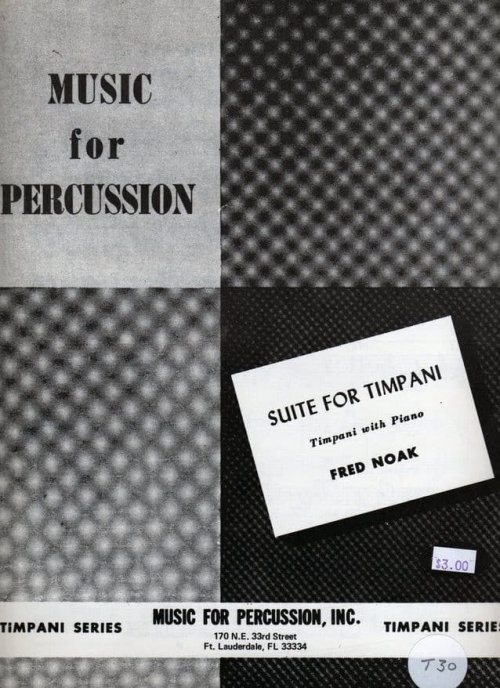 MUSIC
for
PERCUSSION
SUITE FOR TIMPANI
Timpani with Piano
FRED NOAK
$3.00
TIMPANI SERIES
MUSIC FOR PERCUSSION, INC.
170 N.E. 33rd Street
Ft. Lauderdale, FL 33334
TIMPANI SERIES
T30